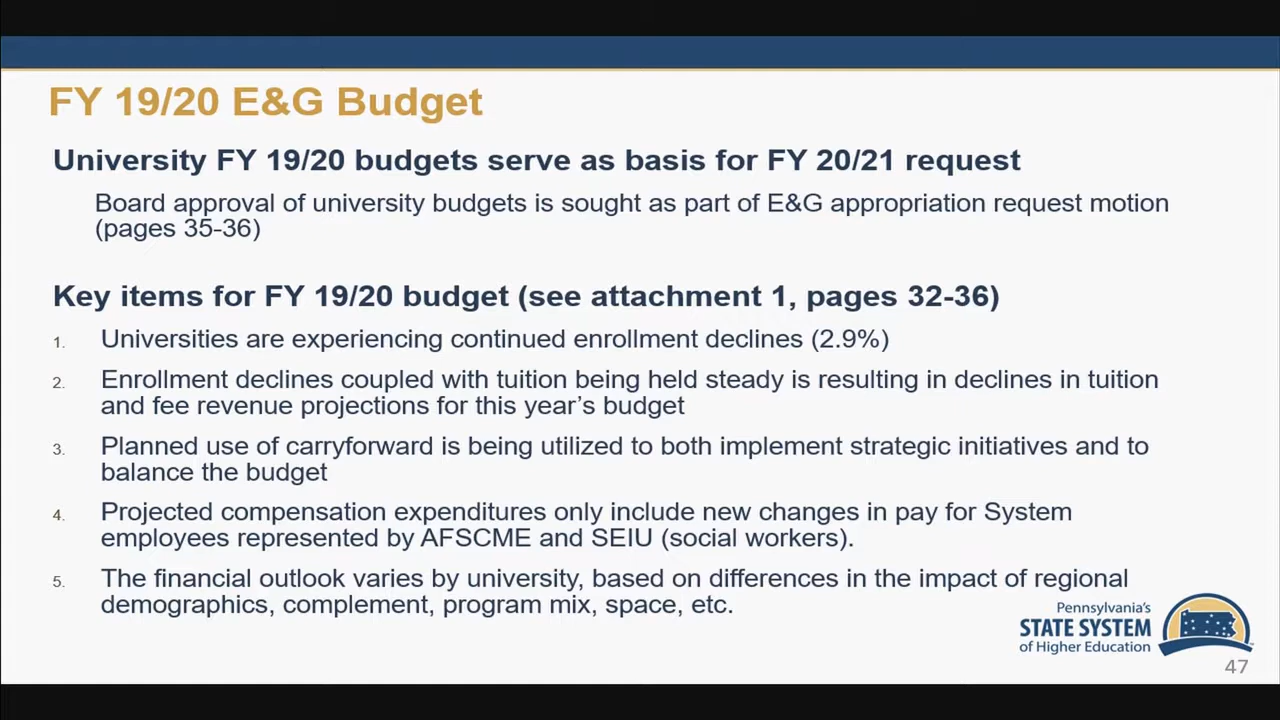 FY 19/20 E&G Budget
University FY 19/20 budgets serve as basis for FY 20/21 request
Board approval of university budgets is sought as part of E&G appropriation request motion
(pages 35-36)
Key items for FY 19/20 budget (see attachment 1, pages 32-36)
1. Universities are experiencing continued enrollment declines (2.9%)
2. Enrollment declines coupled with tuition being held steady is resulting in declines in tuition
and fee revenue projections for this year's budget
3. Planned use of carryforward is being utilized to both implement strategic initiatives and to
balance the budget
4. Projected compensation expenditures only include new changes in pay for System
employees represented by AFSCME and SEIU (social workers).
5. The financial outlook varies by university, based on differences in the impact of regional
demographics, complement, program mix, space, etc.
Pennsylvania's
STATE SYSTEM
of Higher Education
47